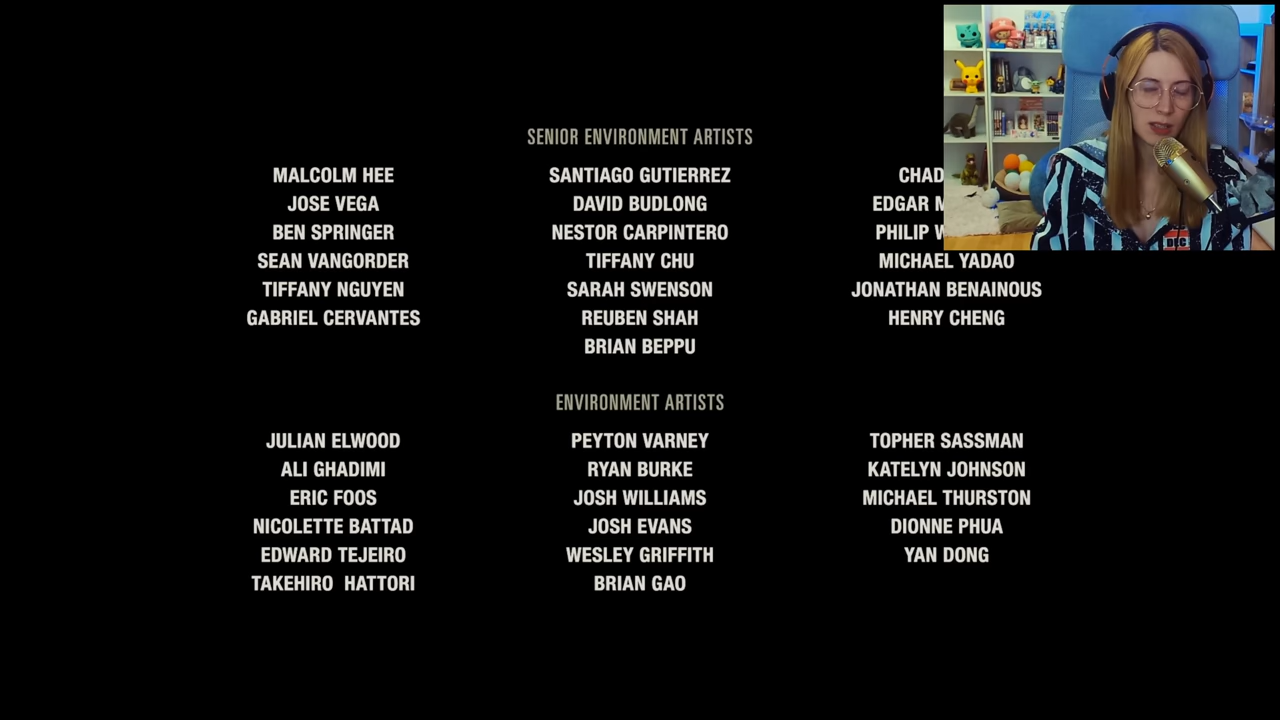 SENIOR ENVIRONMENT ARTISTS
MALCOLM HEE SANTIAGO GUTIERREZ CHAD
JOSE VEGA DAVID BUDLONG EDGAR
BEN SPRINGER NESTOR CARPINTERO PHILIP
SEAN VANGORDER TIFFANY CHU MICHAEL YADAO
TIFFANY NGUYEN SARAH SWENSON JONATHAN BENAINOUS
GABRIEL CERVANTES REUBEN SHAH HENRY CHENG
BRIAN BEPPU
ENVIRONMENT ARTISTS
JULIAN ELWOOD PEYTON VARNEY TOPHER SASSMAN
ALI GHADIMI RYAN BURKE KATELYN JOHNSON
ERIC FOOS JOSH WILLIAMS MICHAEL THURSTON
NICOLETTE BATTAD JOSH EVANS DIONNE PHUA
EDWARD TEJEIRO WESLEY GRIFFITH YAN DONG
TAKEHIRO HATTORI BRIAN GAO